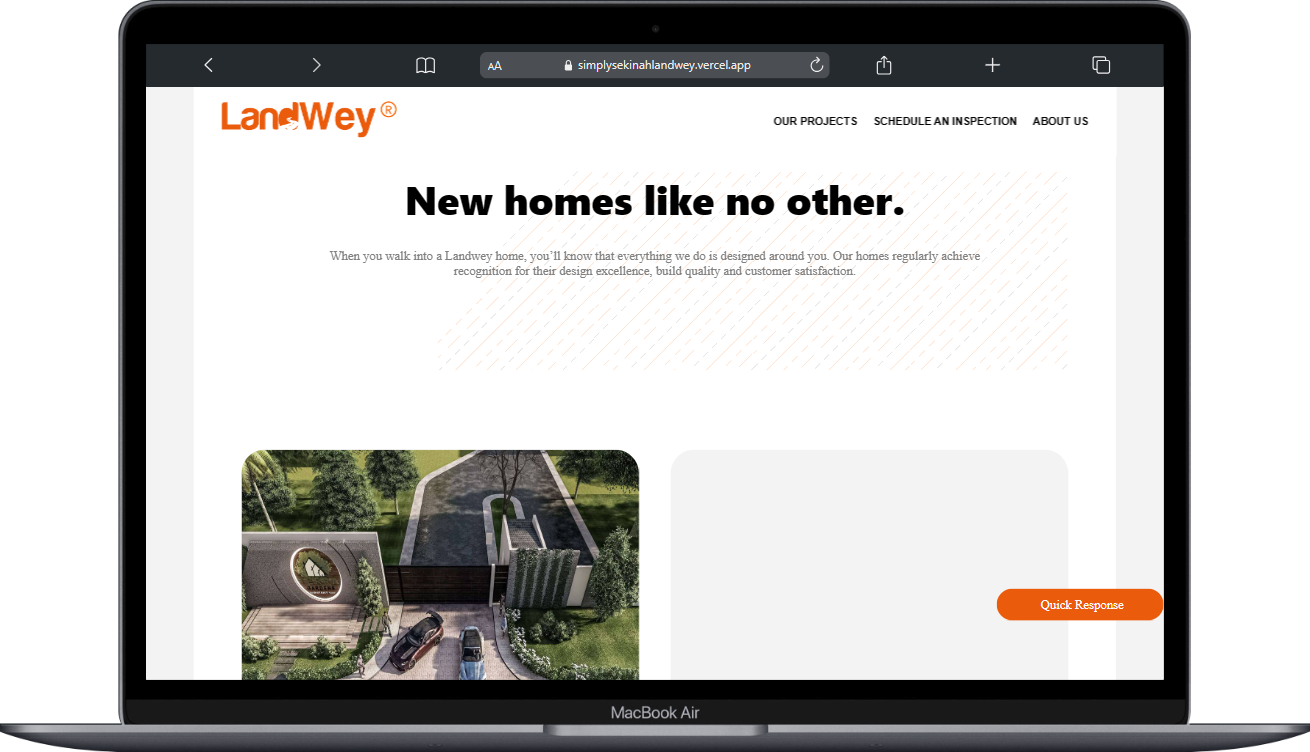 AA
simplysekinahlandwey.vercel.app
LandWey®
OUR PROJECTS
SCHEDULE AN INSPECTION
ABOUT US
New homes like no other.
When you walk into a Landwey home, you’ll know that everything we do is designed around you. Our homes regularly achieve
recognition for their design excellence, build quality and customer satisfaction.
Quick Response
MacBook Air